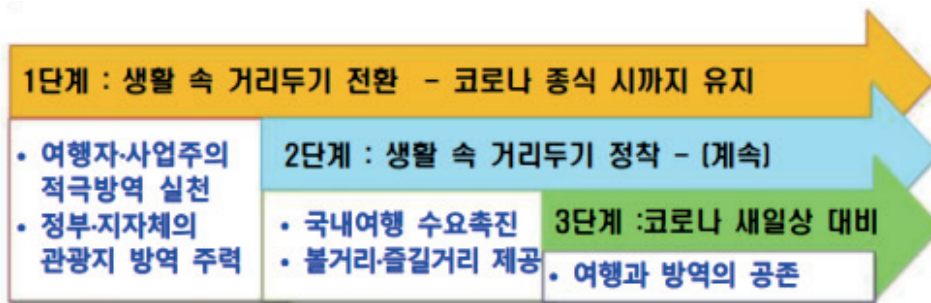 1단계 : 생활 속 거리두기 전환 - 코로나 종식 시까지 유지
• 여행자·사업주의
적극방역 실천
• 정부·지자체의
관광지 방역 주력
2단계 : 생활 속 거리두기 정착 - (계속)
• 국내여행 수요촉진
• 볼거리·즐길거리 제공
3단계 :코로나 새일상 대비
• 여행과 방역의 공존